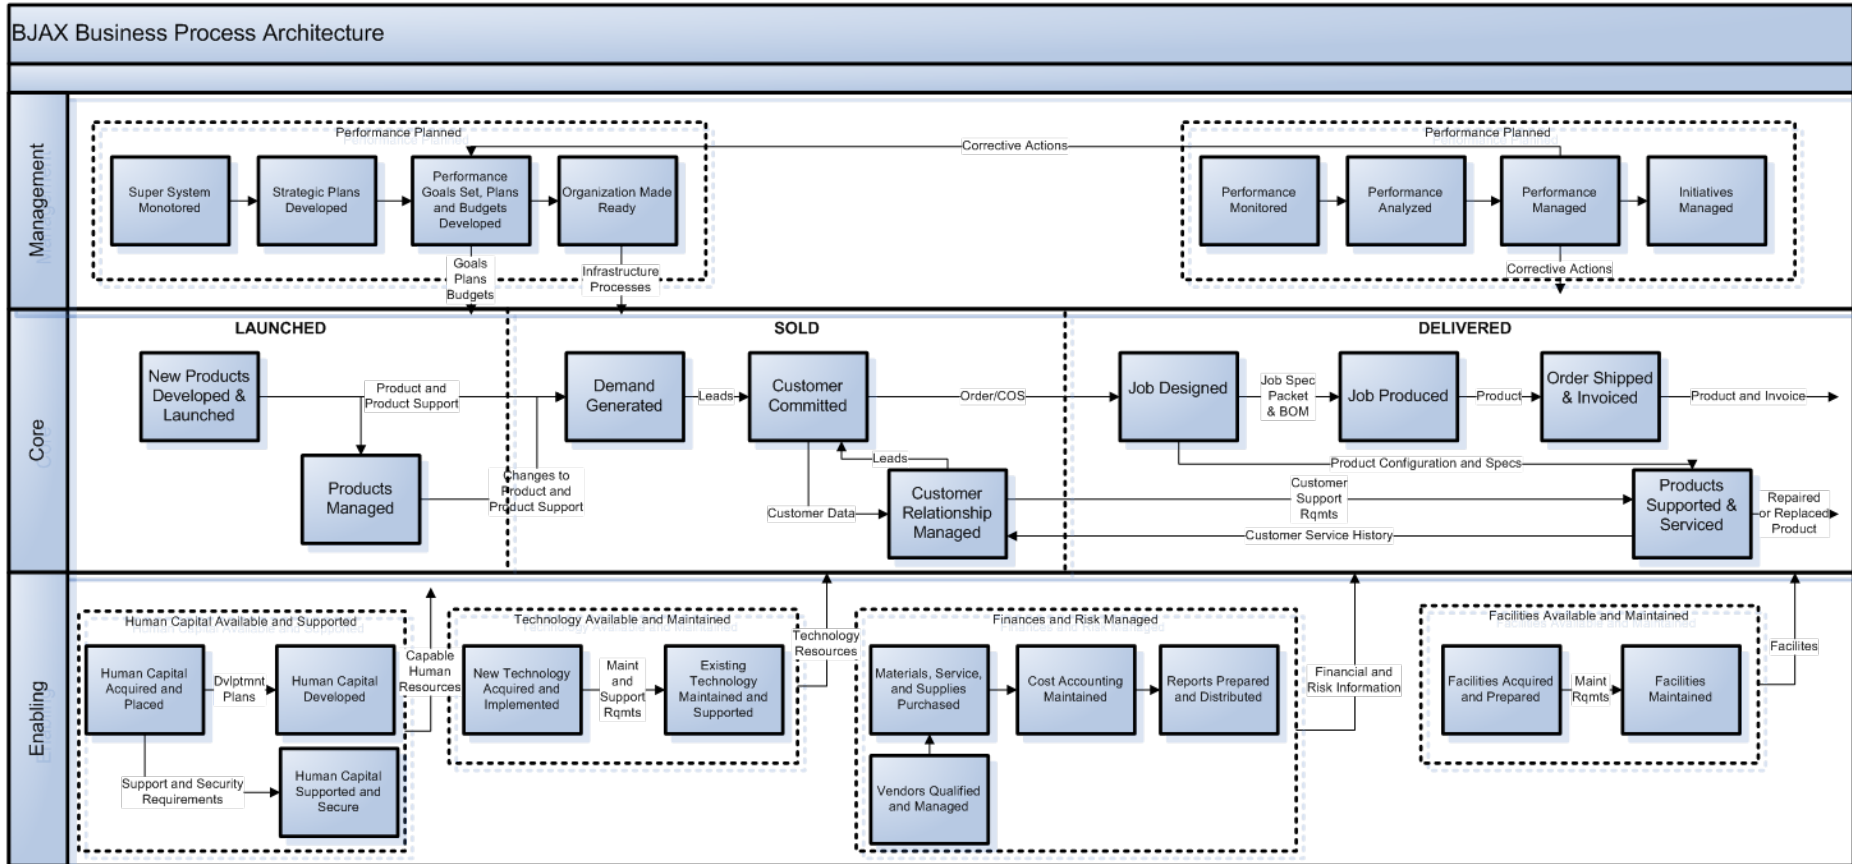 BJAX Business Process Architecture
Management
Performance Planned
Super System
Monotored
Strategic Plans
Developed
Performance
Goals Set, Plans
and Budgets
Developed
Organization Made
Ready
Goals
Plans
Budgets
Infrastructure
Processes
Corrective Actions
Performance Planned
Performance
Monitored
Performance
Analyzed
Performance
Managed
Initiatives
Managed
Corrective Actions
Core
LAUNCHED
New Products
Developed &
Launched
Product and
Product Support
Products
Managed
Changes to
Product and
Product Support
SOLD
Demand
Generated
Leads
Customer
Committed
Order/COS
Leads
Customer Data
Customer
Relationship
Managed
DELIVERED
Job Designed
Job Spec
Packet
& BOM
Job Produced
Product
Order Shipped
& Invoiced
Product and Invoice
Product Configuration and Specs
Customer
Support
Rqmts
Customer Service History
Products
Supported &
Serviced
Repaired
or Replaced
Product
Enabling
Human Capital Available and Supported
Human Capital
Acquired and
Placed
Dvlptmnt
Plans
Human Capital
Developed
Support and Security
Requirements
Human Capital
Supported and
Secure
Capable
Human
Resources
Technology Available and Maintained
New Technology
Acquired and
Implemented
Maint
and
Support
Rqmts
Existing
Technology
Maintained and
Supported
Technology
Resources
Finances and Risk Managed
Materials, Service,
and Supplies
Purchased
Cost Accounting
Maintained
Reports Prepared
and Distributed
Vendors Qualified
and Managed
Financial and
Risk Information
Facilities Available and Maintained
Facilities Acquired
and Prepared
Maint
Rqmts
Facilities
Maintained
Facilites